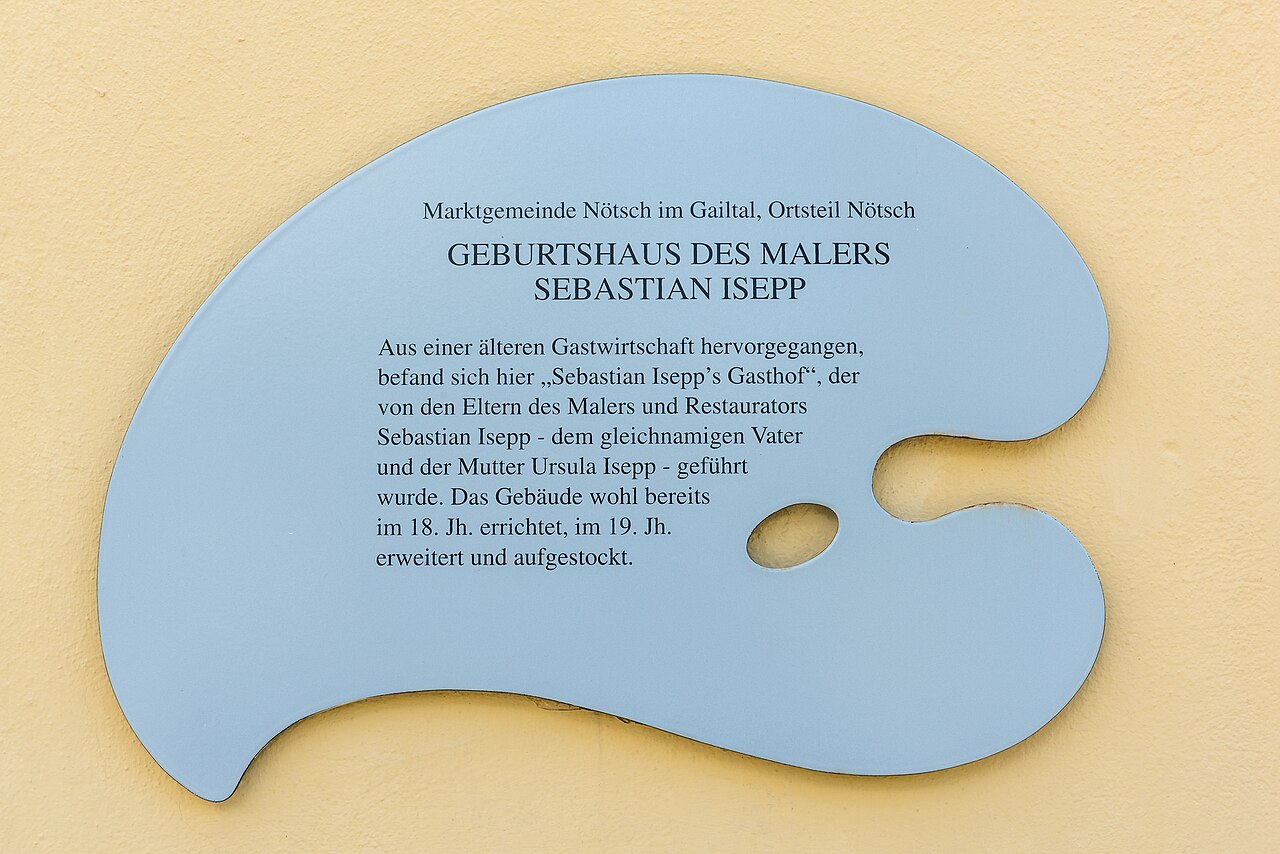 Marktgemeinde Nötsch im Gailtal, Ortsteil Nötsch
GEBURTSHAUS DES MALERS
SEBASTIAN ISEPP
Aus einer älteren Gastwirtschaft hervorgegangen,
befand sich hier „Sebastian Isepp's Gasthof“, der
von den Eltern des Malers und Restaurators
Sebastian Isepp - dem gleichnamigen Vater
und der Mutter Ursula Isepp - geführt
wurde. Das Gebäude wohl bereits
im 18. Jh. errichtet, im 19. Jh.
erweitert und aufgestockt.